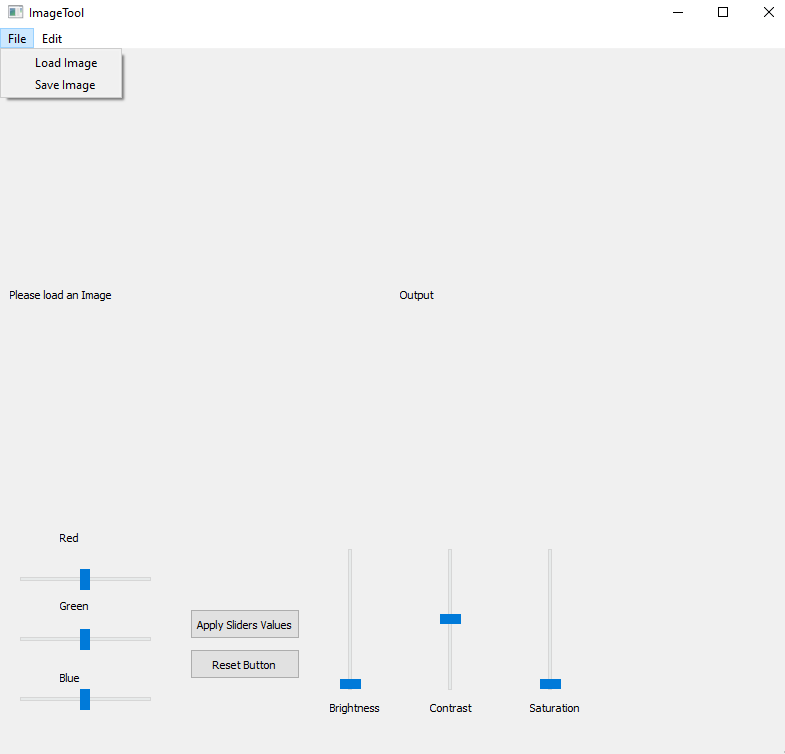 ImageTool
File Edit
Load Image
Save Image
Please load an Image
Output
Red
Green
Blue
Apply Sliders Values
Reset Button
Brightness
Contrast
Saturation